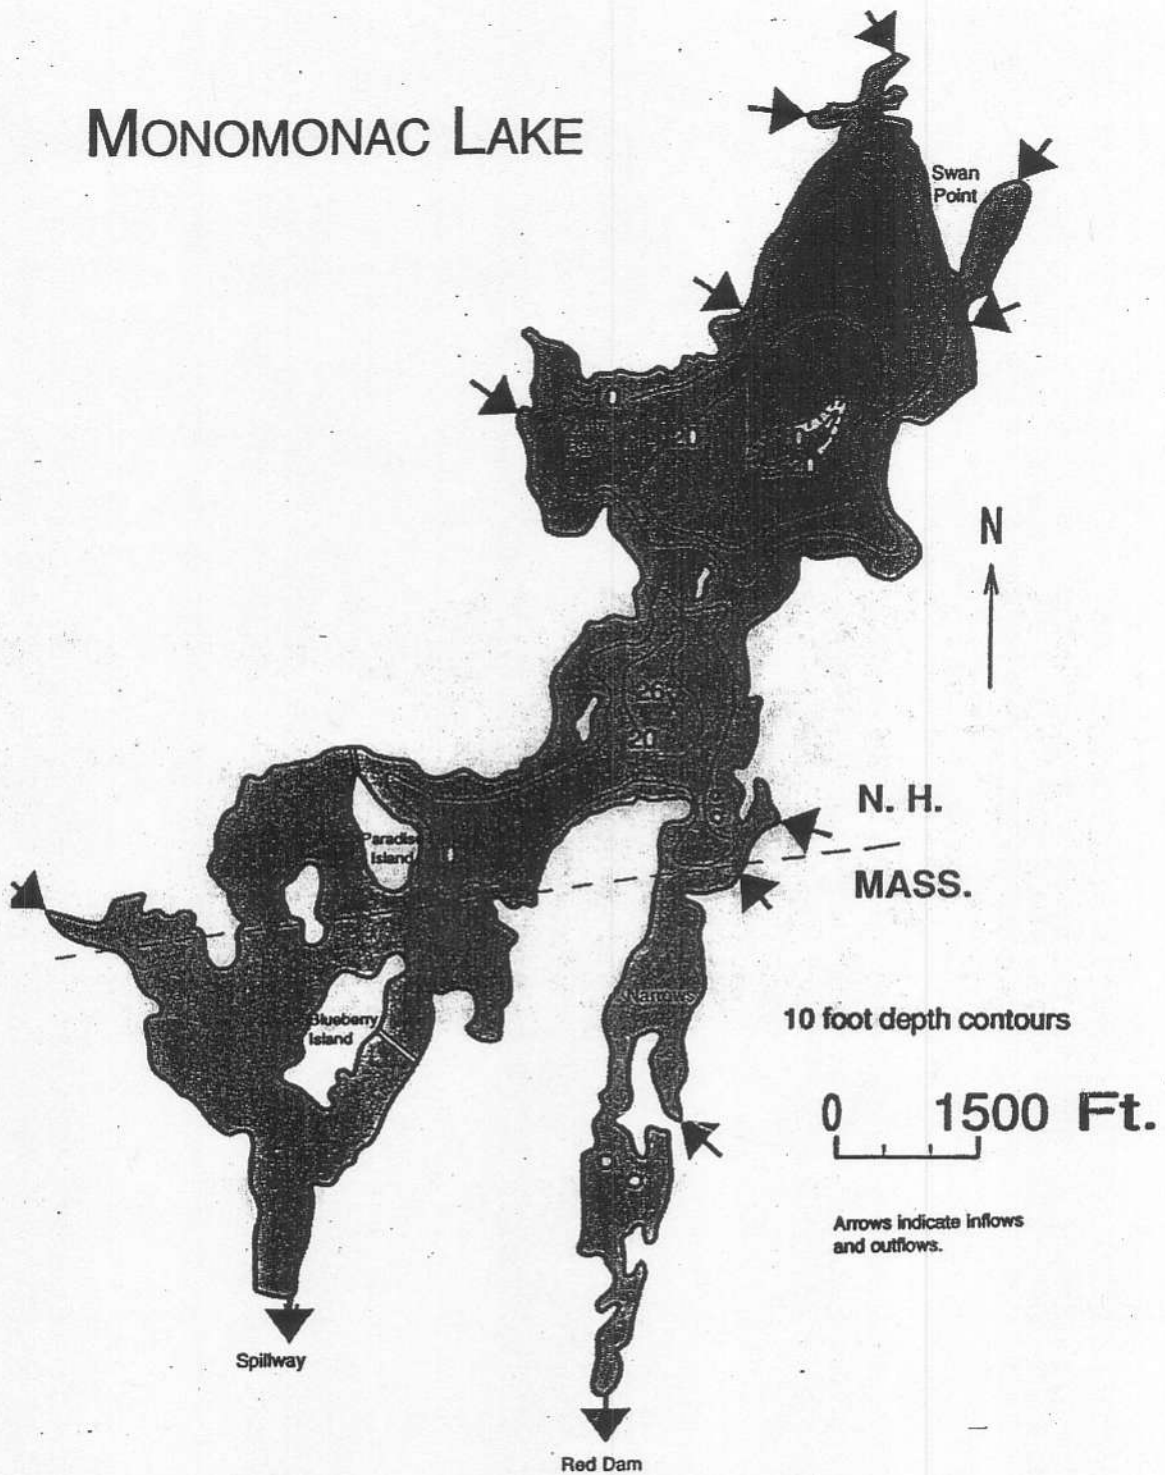 MONOMONAC LAKE
Swan
Point
20
N
26
20
N. H.
Paradise
Island
MASS.
Narrows
10 foot depth contours
Blueberry
Island
0 1500 Ft.
Arrows indicate inflows
and outflows.
Spillway
Red Dam